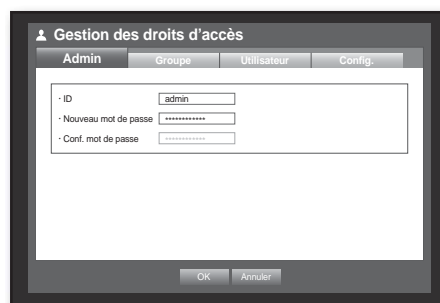 Gestion des droits d'accès
Admin Groupe Utilisateur Config.
· ID admin
· Nouveau mot de passe ************
· Conf. mot de passe ************
OK Annuler